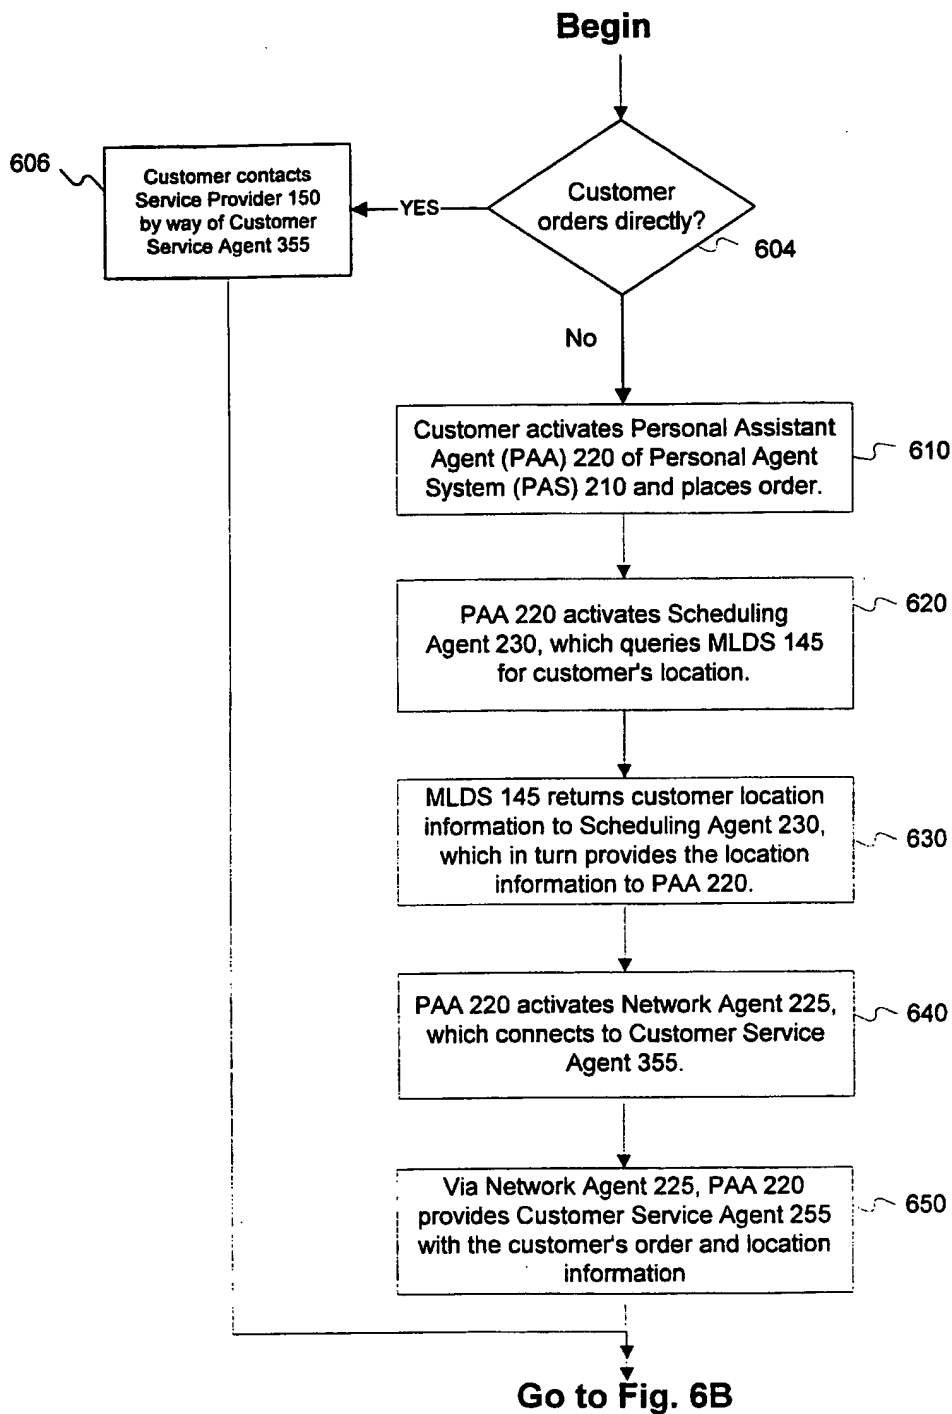 Begin
606
Customer contacts
Service Provider 150
by way of Customer
Service Agent 355
YES
Customer
orders directly?
604
No
Customer activates Personal Assistant
Agent (PAA) 220 of Personal Agent
System (PAS) 210 and places order.
610
PAA 220 activates Scheduling
Agent 230, which queries MLDS 145
for customer's location.
620
MLDS 145 returns customer location
information to Scheduling Agent 230,
which in turn provides the location
information to PAA 220.
630
PAA 220 activates Network Agent 225,
which connects to Customer Service
Agent 355.
640
Via Network Agent 225, PAA 220
provides Customer Service Agent 255
with the customer's order and location
information
650
Go to Fig. 6B